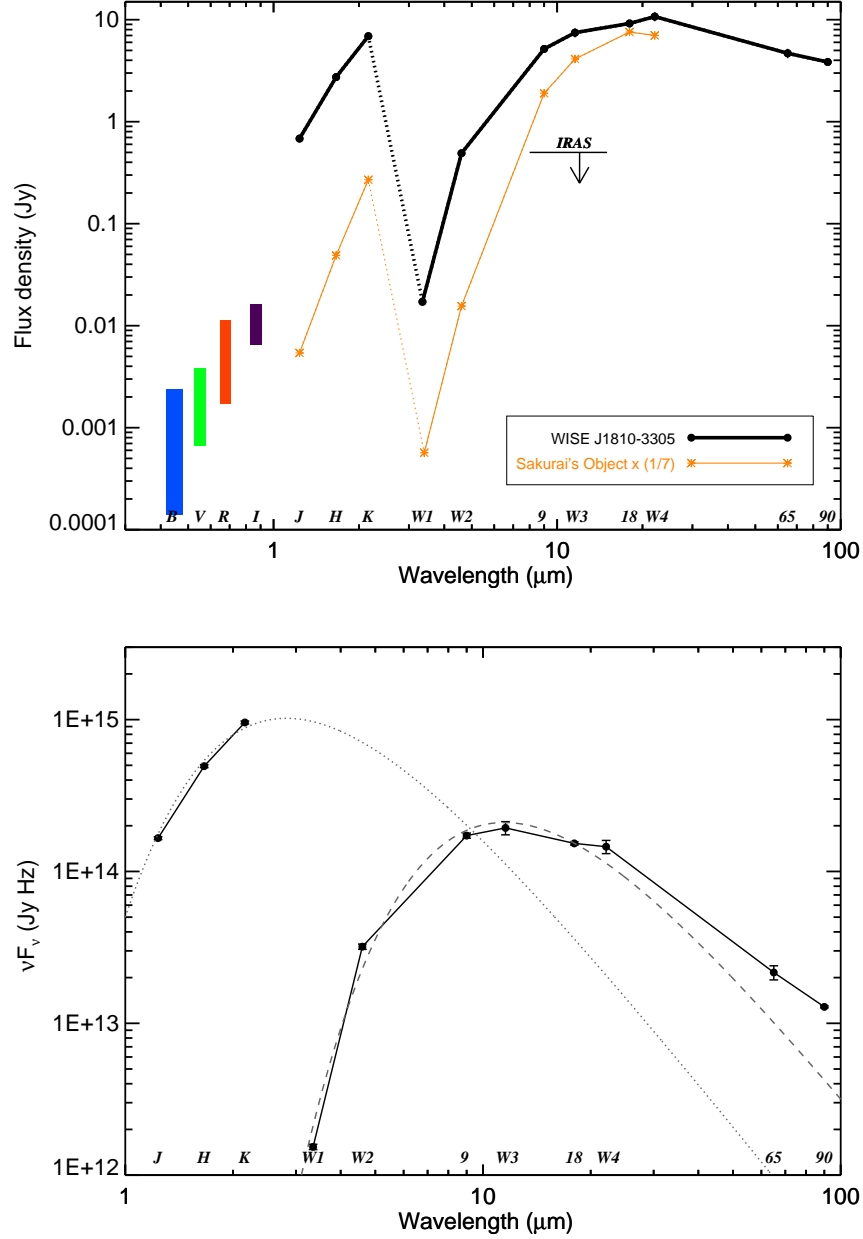 10
1
0.1
0.01
0.001
0.0001
Flux density (Jy)
IRAS
WISE J1810-3305
Sakurai's Object x (1/7)
B V R I J H K W1 W2 9 W3 18 W4 65 90
1 10 100
Wavelength (μm)
1E+15
1E+14
1E+13
1E+12
νFν (Jy Hz)
J H K W1 W2 9 W3 18 W4 65 90
1 10 100
Wavelength (μm)